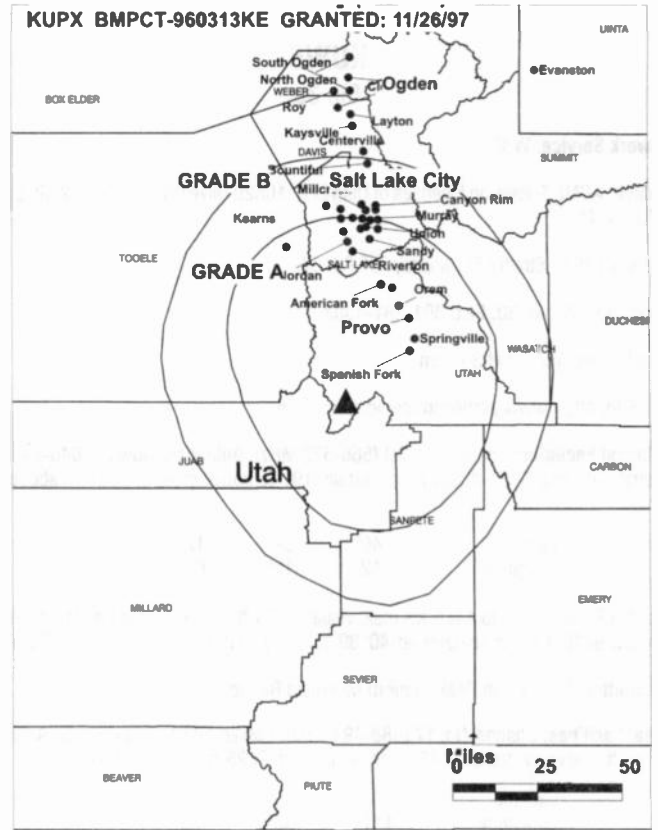 KUPX BMPCT-960313KE GRANTED: 11/26/97
UINTA
South Ogden
North Ogden
Ogden
Evanston
WEBER
BOX ELDER
Roy
Layton
Kaysville
Centerville
DAVIS
SUMMIT
Bountiful
GRADE B
Salt Lake City
Millcr
Canyon Rim
Kearns
Murray
Union
TOOELE
Sandy
SALT LAKE
Riverton
GRADE A
Jordan
American Fork
Orem
Provo
DUCHES
Springville
WASATCH
Spanish Fork
UTAH
JUAB
Utah
CARBON
SANPETE
MILLARD
EMERY
SEVIER
Miles
0 25 50
BEAVER
PIUTE